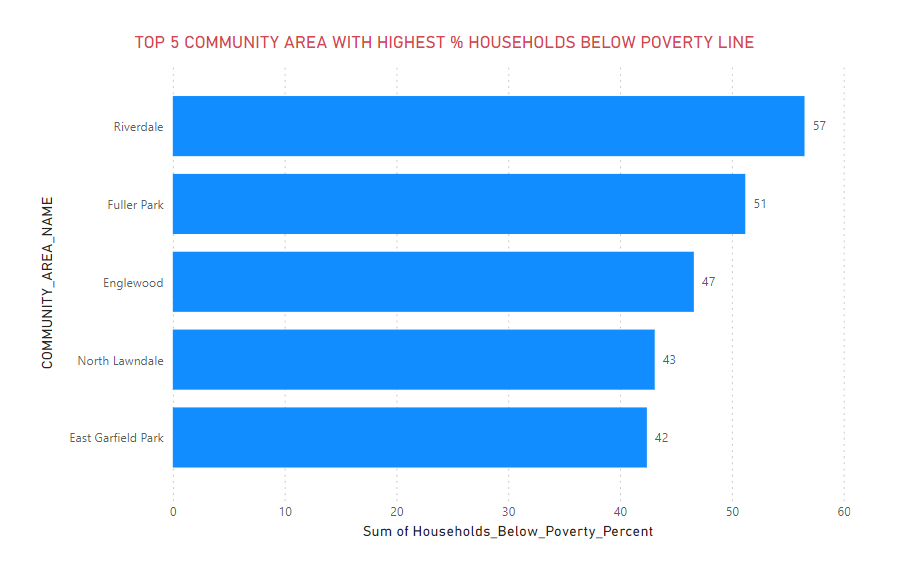 TOP 5 COMMUNITY AREA WITH HIGHEST % HOUSEHOLDS BELOW POVERTY LINE
COMMUNITY_AREA_NAME
Riverdale
57
Fuller Park
51
Englewood
47
North Lawndale
43
East Garfield Park
42
0 10 20 30 40 50 60
Sum of Households_Below_Poverty_Percent